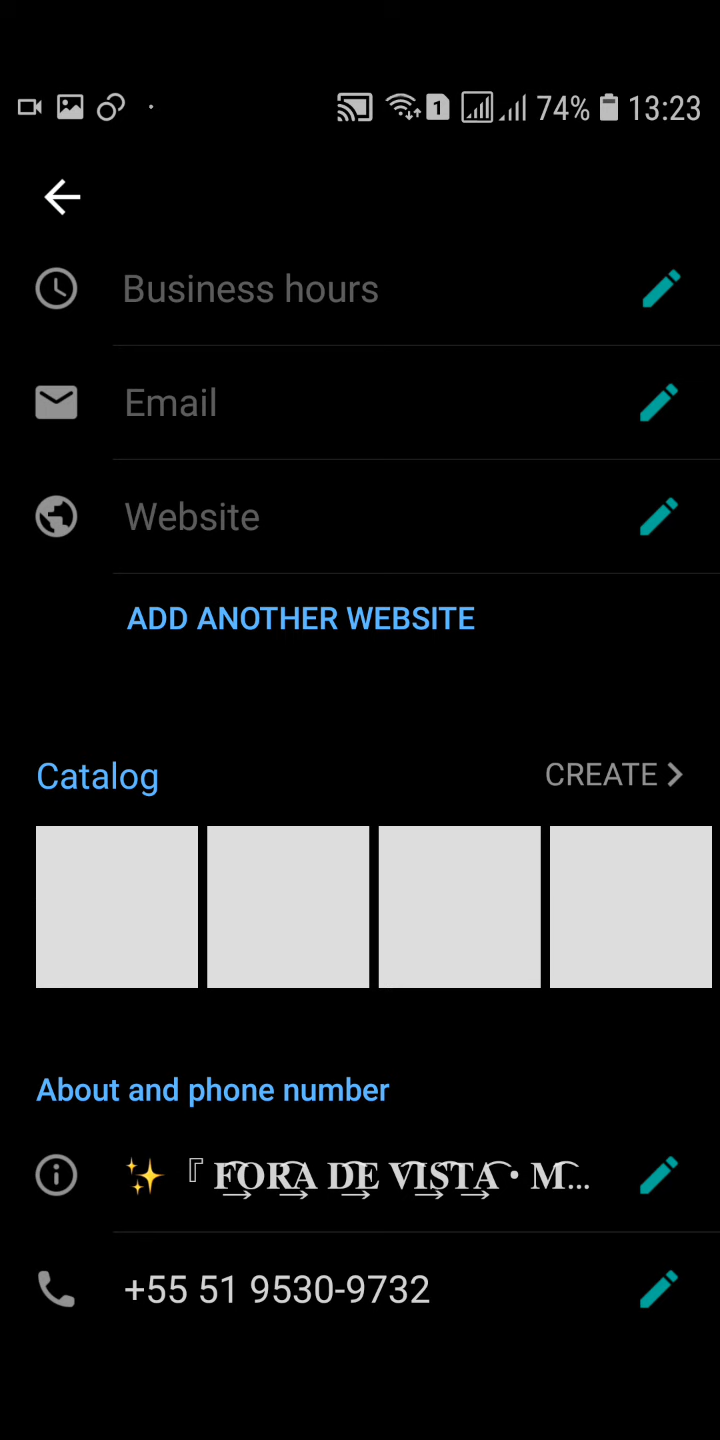 74% 13:23
Business hours
Email
Website
ADD ANOTHER WEBSITE
Catalog
CREATE
About and phone number
✨ 『 F͢͡O͢͡R͢͡A͢ D͢͡E͢ V͢͡I͢͡S͢͡T͢͡A͢͡ • M͡...
+55 51 9530-9732